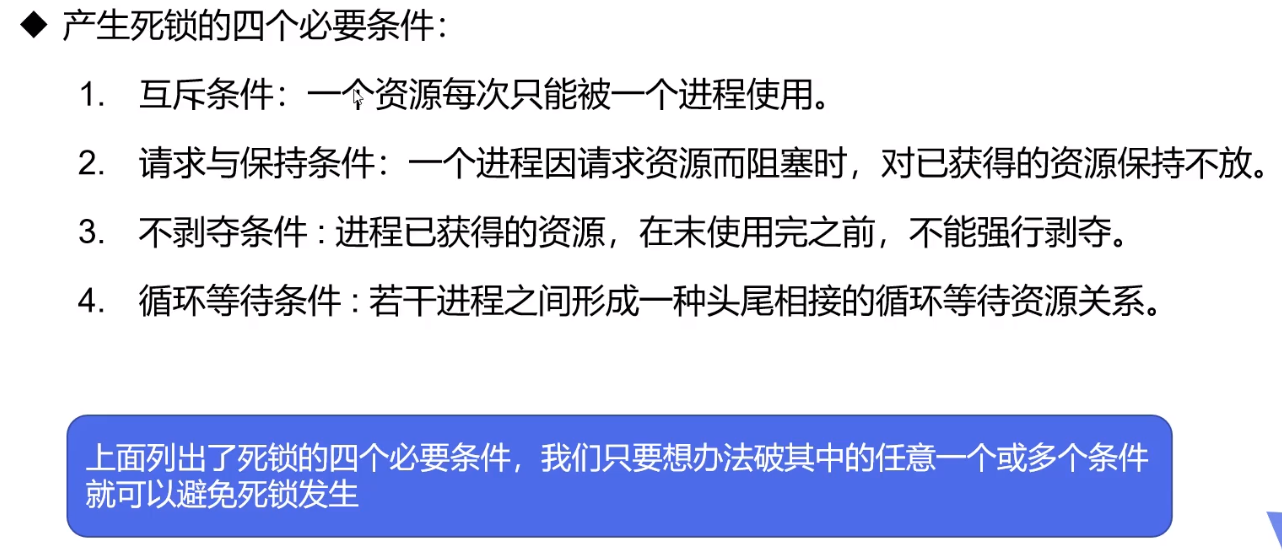 ◆ 产生死锁的四个必要条件：
1. 互斥条件：一个资源每次只能被一个进程使用。
2. 请求与保持条件：一个进程因请求资源而阻塞时，对已获得的资源保持不放。
3. 不剥夺条件 : 进程已获得的资源，在末使用完之前，不能强行剥夺。
4. 循环等待条件 : 若干进程之间形成一种头尾相接的循环等待资源关系。
上面列出了死锁的四个必要条件，我们只要想办法破其中的任意一个或多个条件
就可以避免死锁发生